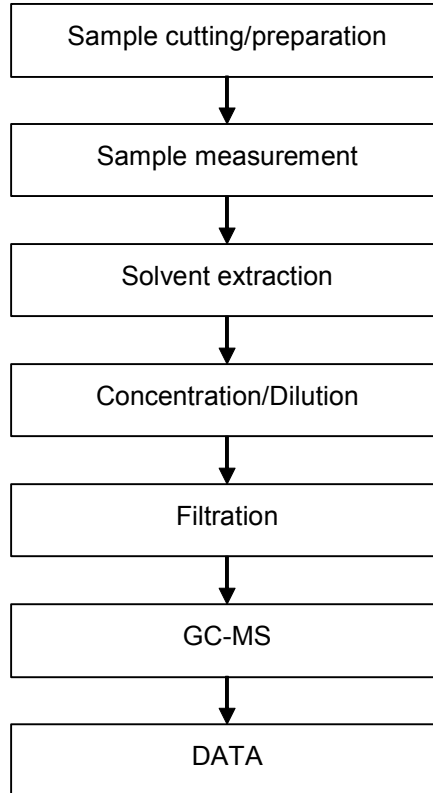 Sample cutting/preparation
Sample measurement
Solvent extraction
Concentration/Dilution
Filtration
GC-MS
DATA